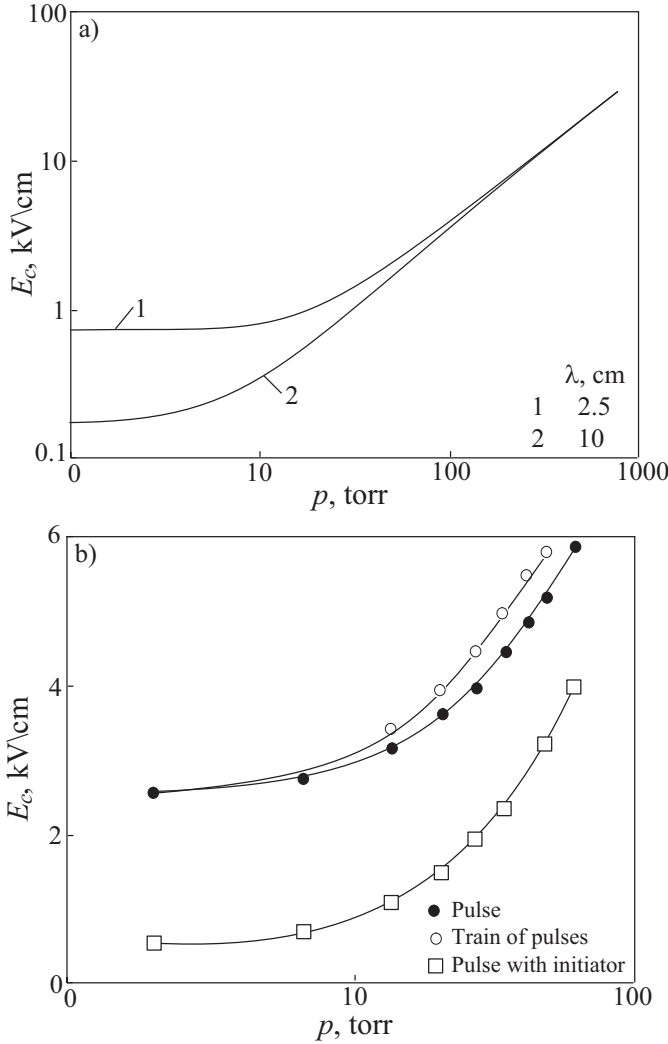 a)
100
10
1
0.1
E_c, kV\cm
1
2
λ, cm
1 2.5
2 10
0 10 100 1000
p, torr
b)
6
4
2
0
E_c, kV\cm
Pulse
Train of pulses
Pulse with initiator
0 10 100
p, torr